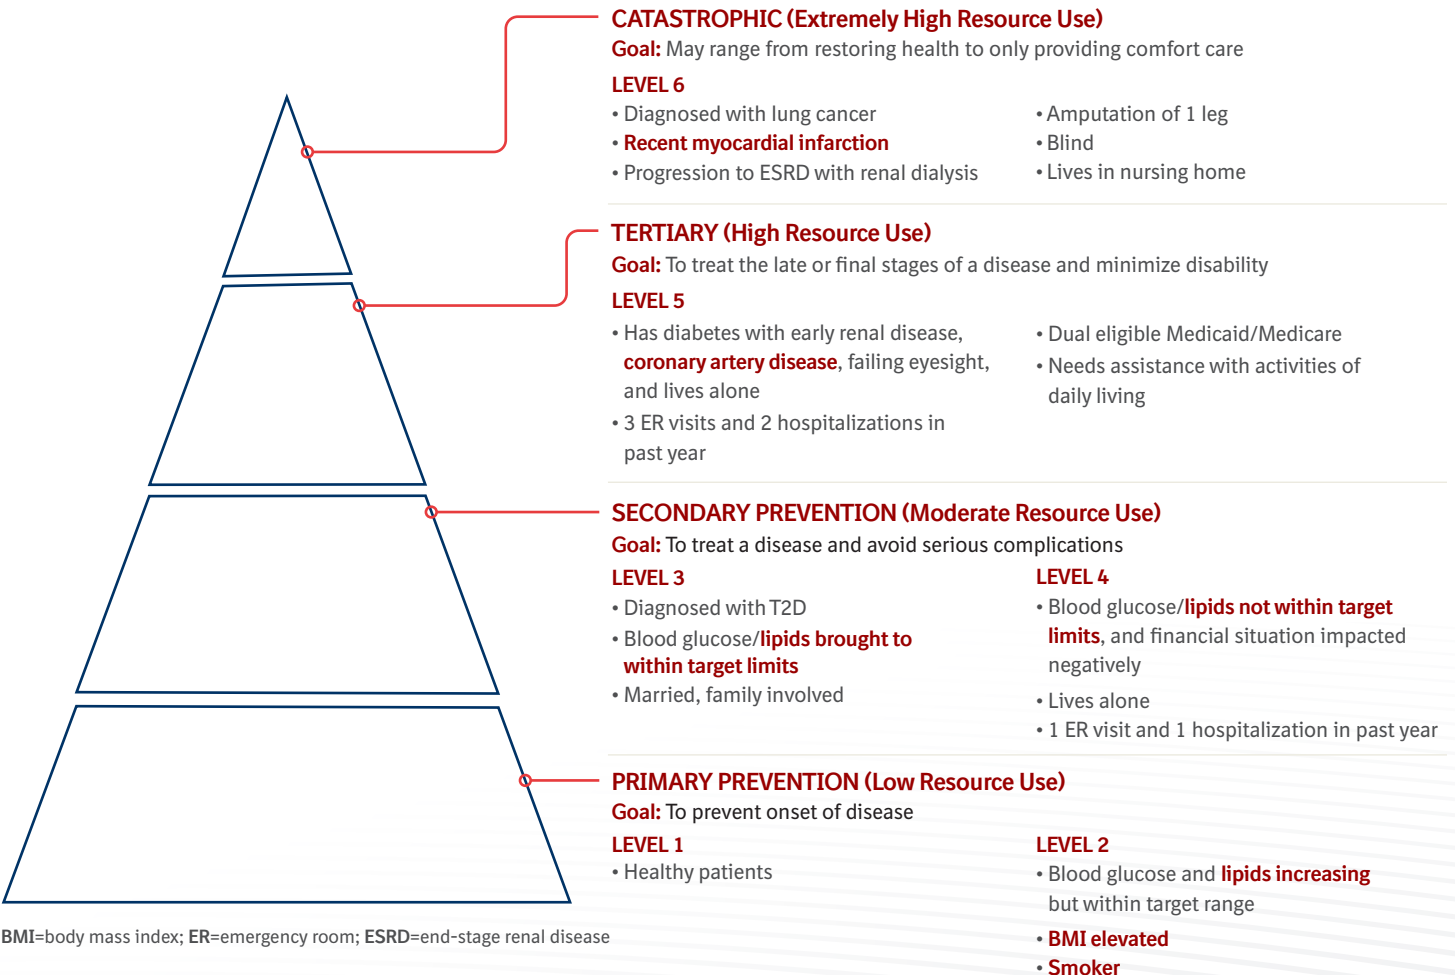 CATASTROPHIC (Extremely High Resource Use)
Goal: May range from restoring health to only providing comfort care
LEVEL 6
• Diagnosed with lung cancer
• Recent myocardial infarction
• Progression to ESRD with renal dialysis
• Amputation of 1 leg
• Blind
• Lives in nursing home
TERTIARY (High Resource Use)
Goal: To treat the late or final stages of a disease and minimize disability
LEVEL 5
• Has diabetes with early renal disease,
coronary artery disease, failing eyesight,
and lives alone
• 3 ER visits and 2 hospitalizations in
past year
• Dual eligible Medicaid/Medicare
• Needs assistance with activities of
daily living
SECONDARY PREVENTION (Moderate Resource Use)
Goal: To treat a disease and avoid serious complications
LEVEL 3
• Diagnosed with T2D
• Blood glucose/lipids brought to
within target limits
• Married, family involved
LEVEL 4
• Blood glucose/lipids not within target
limits, and financial situation impacted
negatively
• Lives alone
• 1 ER visit and 1 hospitalization in past year
PRIMARY PREVENTION (Low Resource Use)
Goal: To prevent onset of disease
LEVEL 1
• Healthy patients
LEVEL 2
• Blood glucose and lipids increasing
but within target range
• BMI elevated
• Smoker
BMI=body mass index; ER=emergency room; ESRD=end-stage renal disease